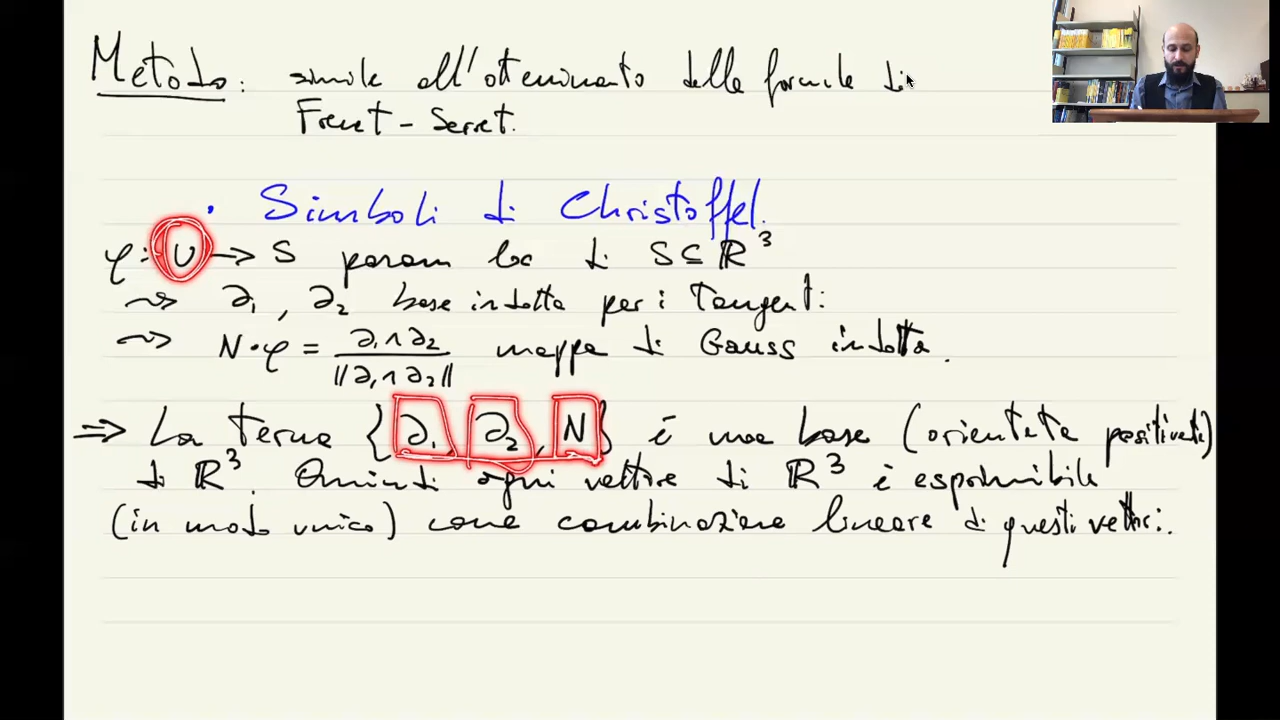 Metodo: simile all'ottenimento delle formule di
Frenet - Serret.
· Simboli di Christoffel.
φ: U → S param loc di S ⊆ ℝ³
⇝ ∂₁, ∂₂ base indotta per i tangenti
⇝ N∘φ = ∂₁∧∂₂ / ||∂₁∧∂₂|| mappa di Gauss indotta.
⇒ La terna {∂₁, ∂₂, N} è una base (orientata positivamente)
di ℝ³. Quindi ogni vettore di ℝ³ è esprimibile
(in modo unico) come combinazione lineare di questi vettori.